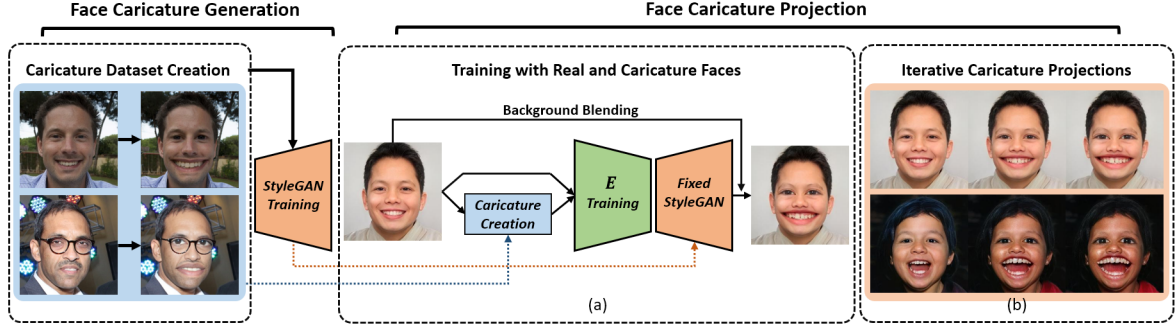 Face Caricature Generation
Face Caricature Projection
Caricature Dataset Creation
StyleGAN
Training
Training with Real and Caricature Faces
Background Blending
Caricature
Creation
E
Training
Fixed
StyleGAN
(a)
Iterative Caricature Projections
(b)